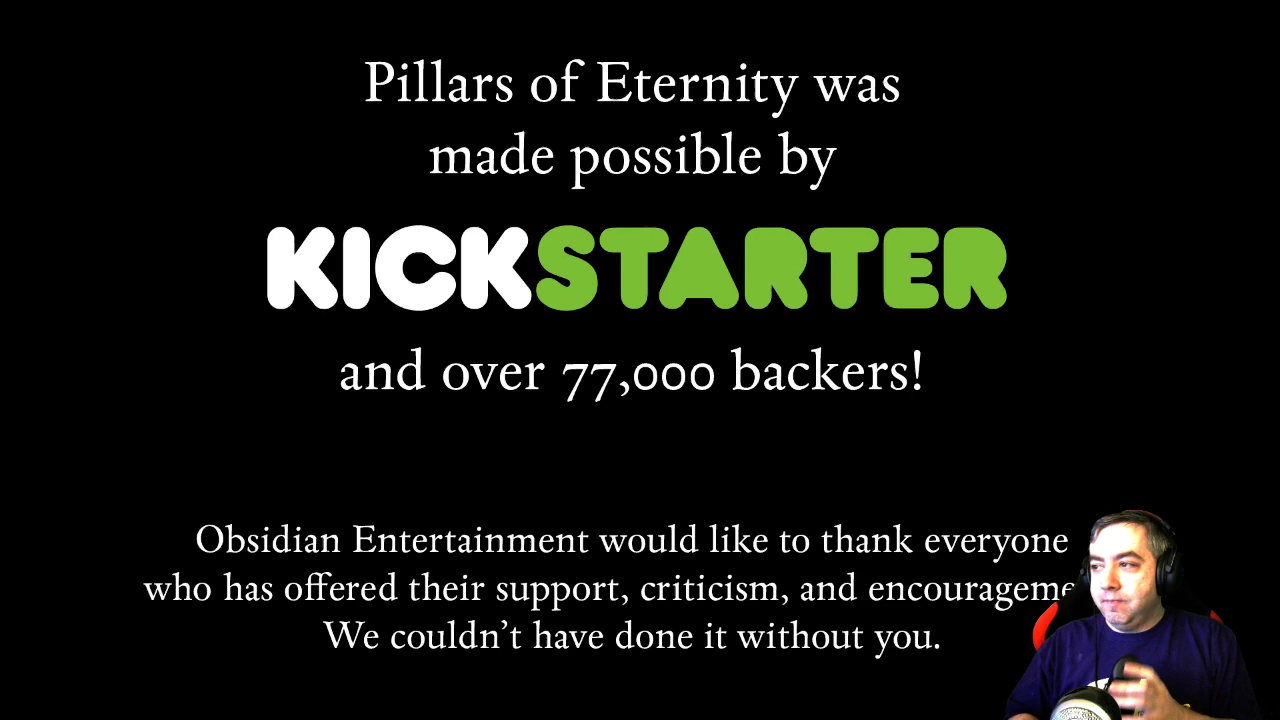 Pillars of Eternity was
made possible by
KICKSTARTER
and over 77,000 backers!
Obsidian Entertainment would like to thank everyone
who has offered their support, criticism, and encourageme
We couldn't have done it without you.